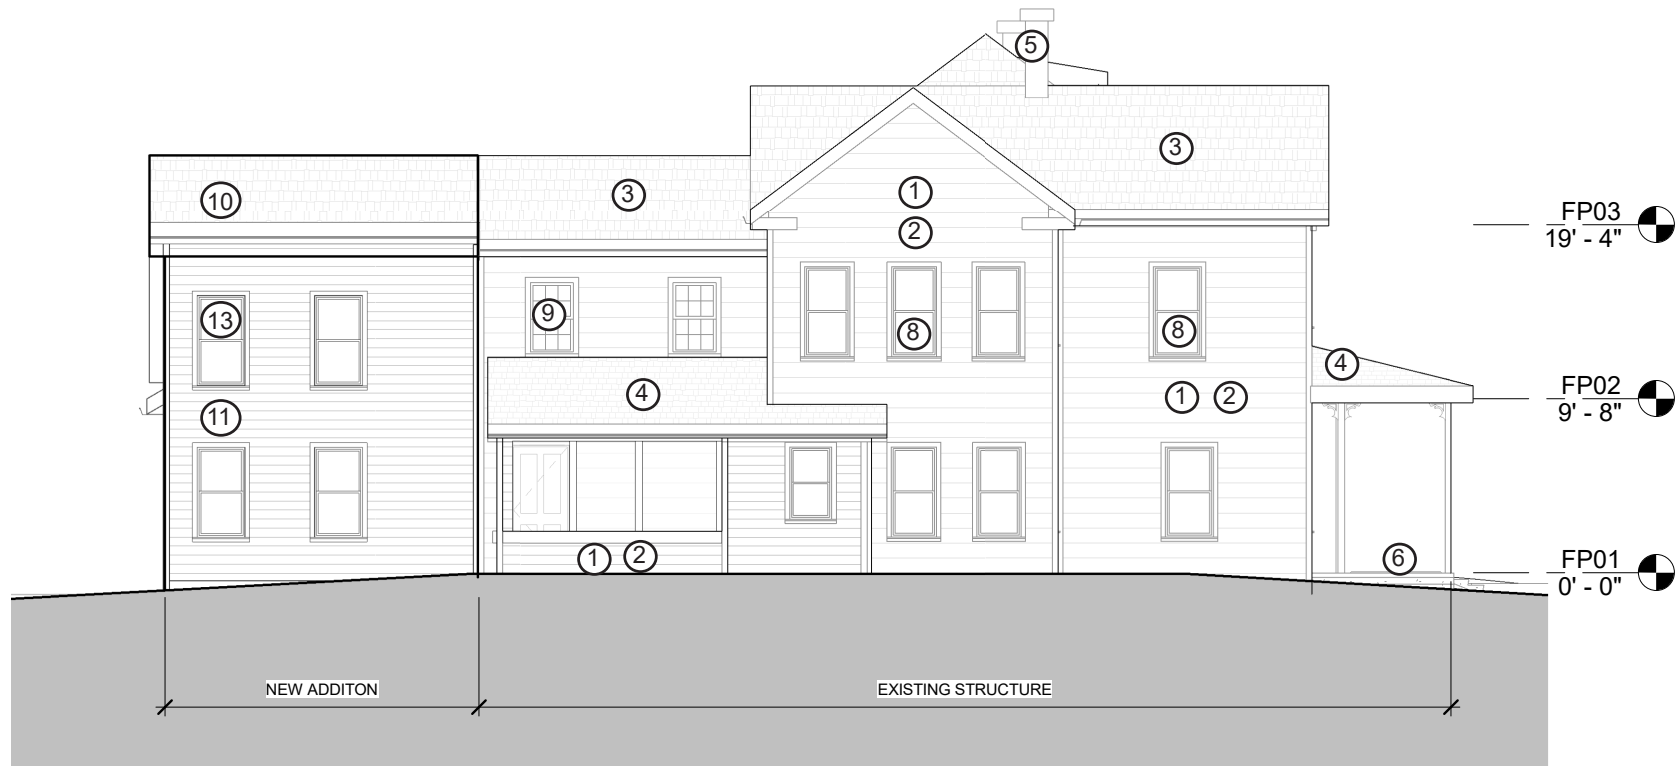 5
3
10
3
1
2
FP03
19' - 4"
13
9
8
8
4
4
1
2
FP02
9' - 8"
11
1
2
6
FP01
0' - 0"
NEW ADDITON
EXISTING STRUCTURE